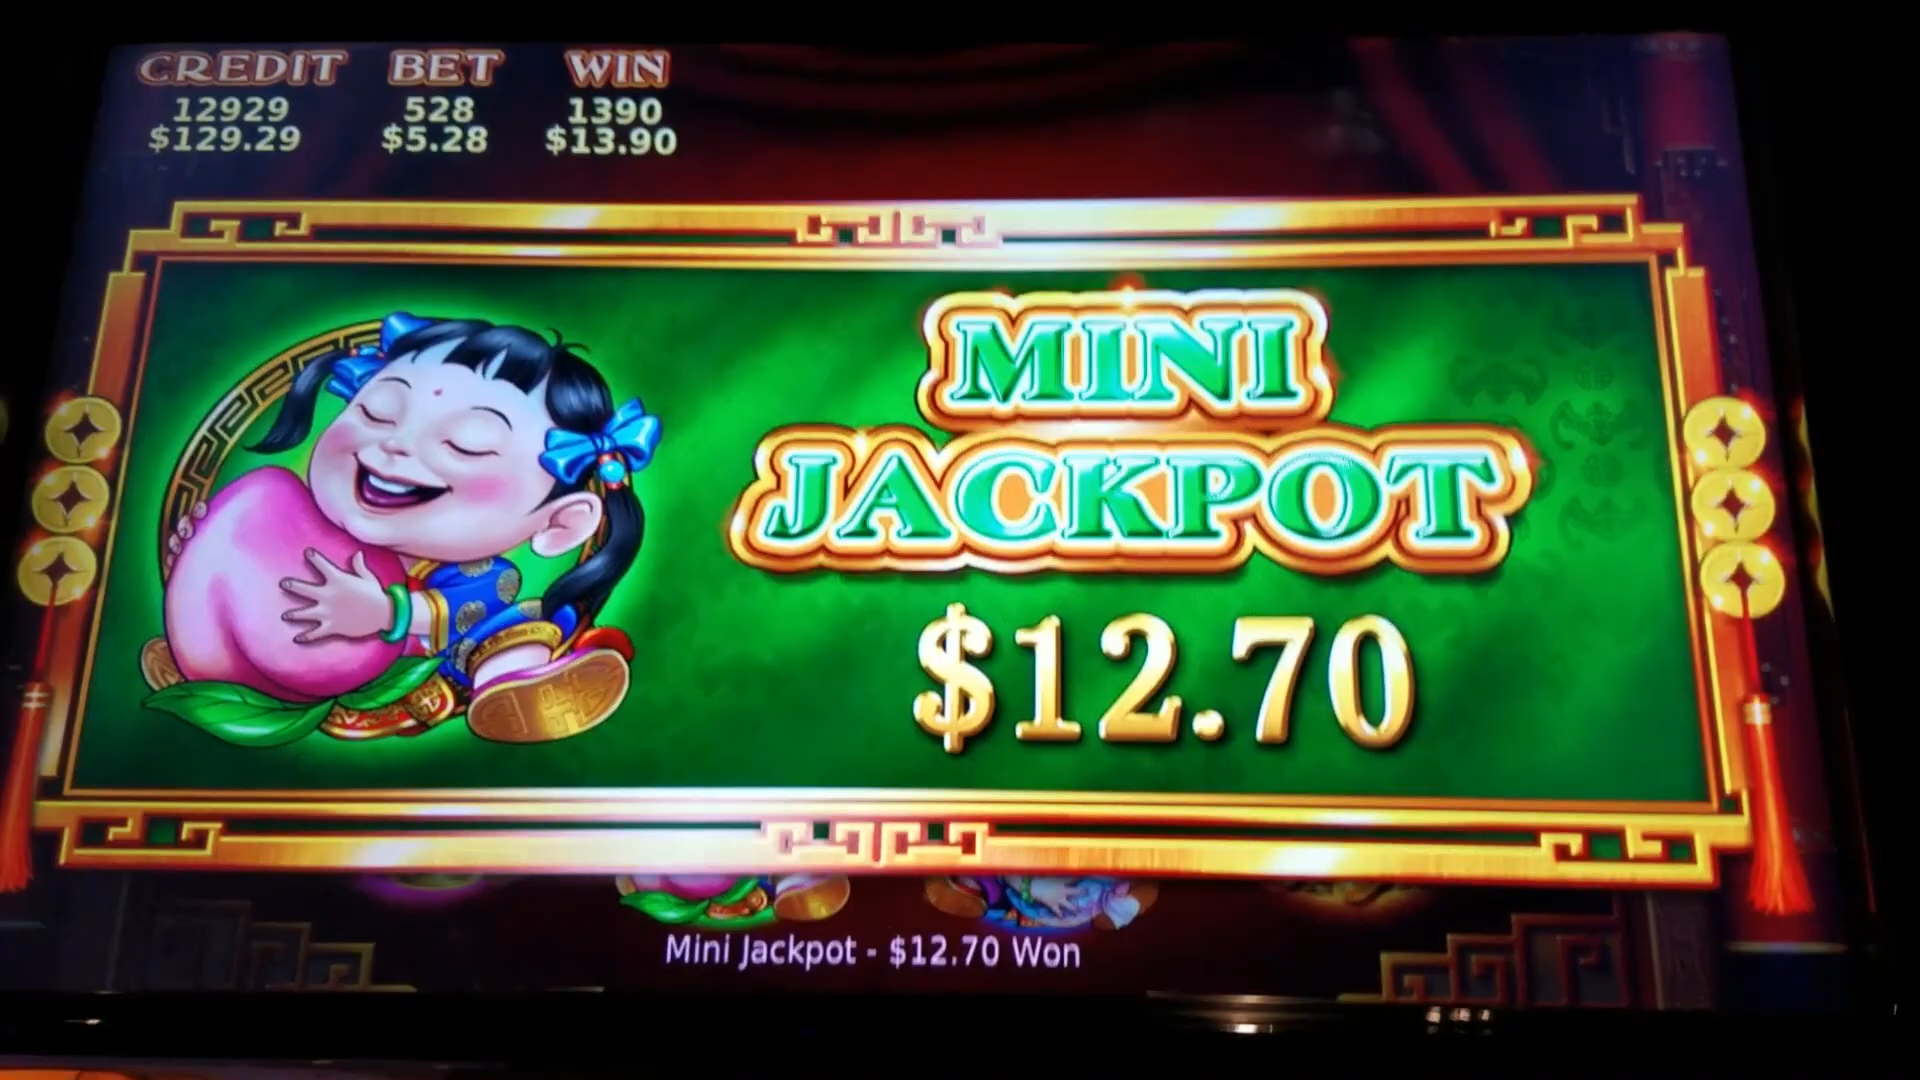 CREDIT BET WIN
12929 528 1390
$129.29 $5.28 $13.90
MINI
JACKPOT
$12.70
Mini Jackpot - $12.70 Won